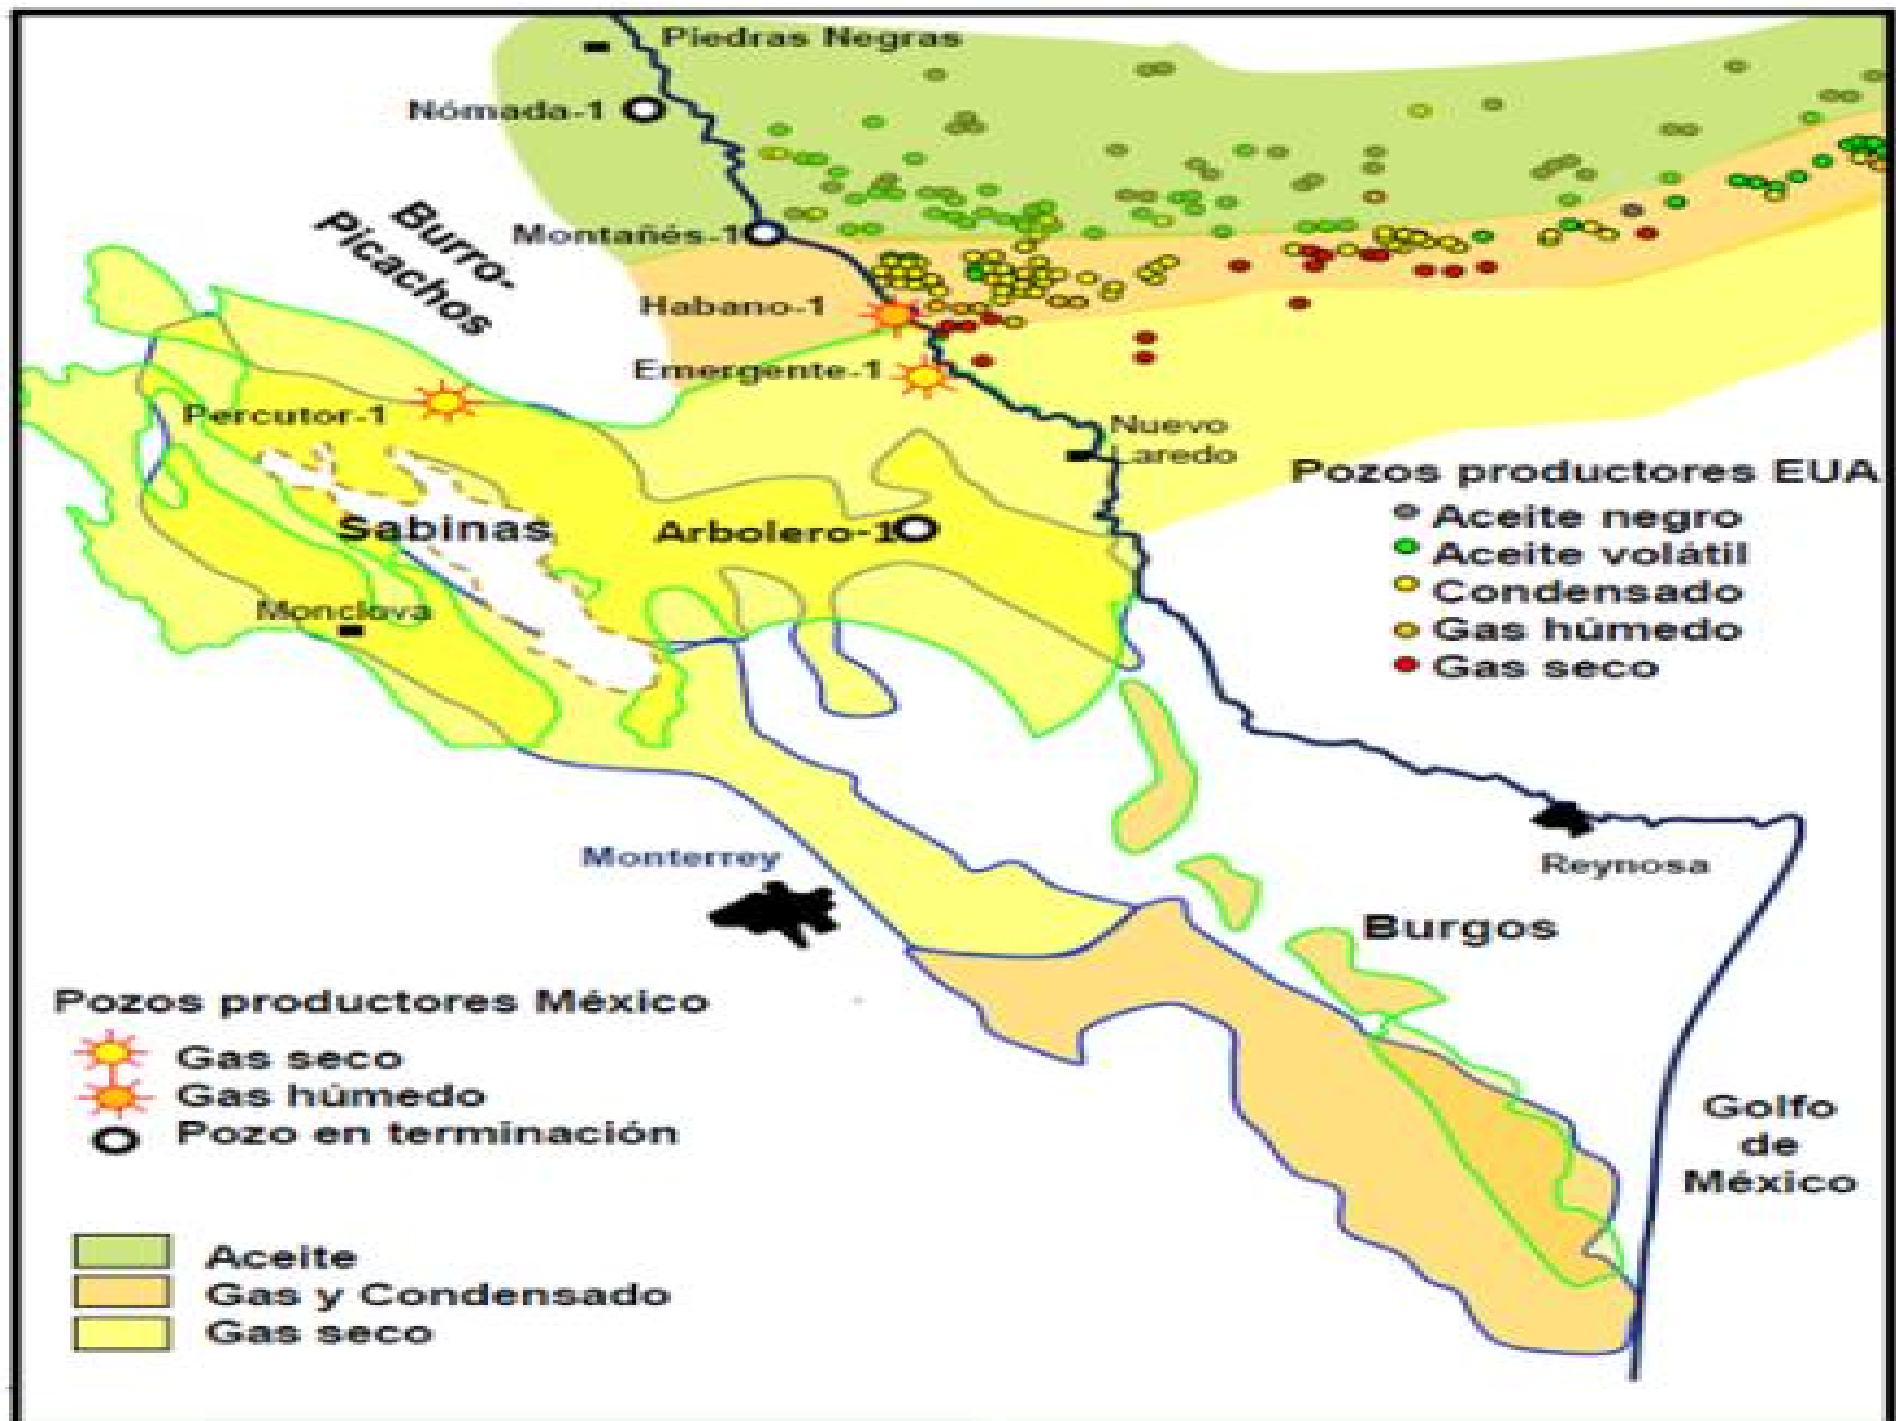 Piedras Negras
Nómada-1
Burro-
Picachos
Montañés-1
Habano-1
Emergente-1
Percutor-1
Nuevo
Laredo
Pozos productores EUA
Aceite negro
Aceite volátil
Condensado
Gas húmedo
Gas seco
Sabinas
Arbolero-1
Monclova
Monterrey
Reynosa
Burgos
Pozos productores México
Gas seco
Gas húmedo
Pozo en terminación
Golfo
de
México
Aceite
Gas y Condensado
Gas seco